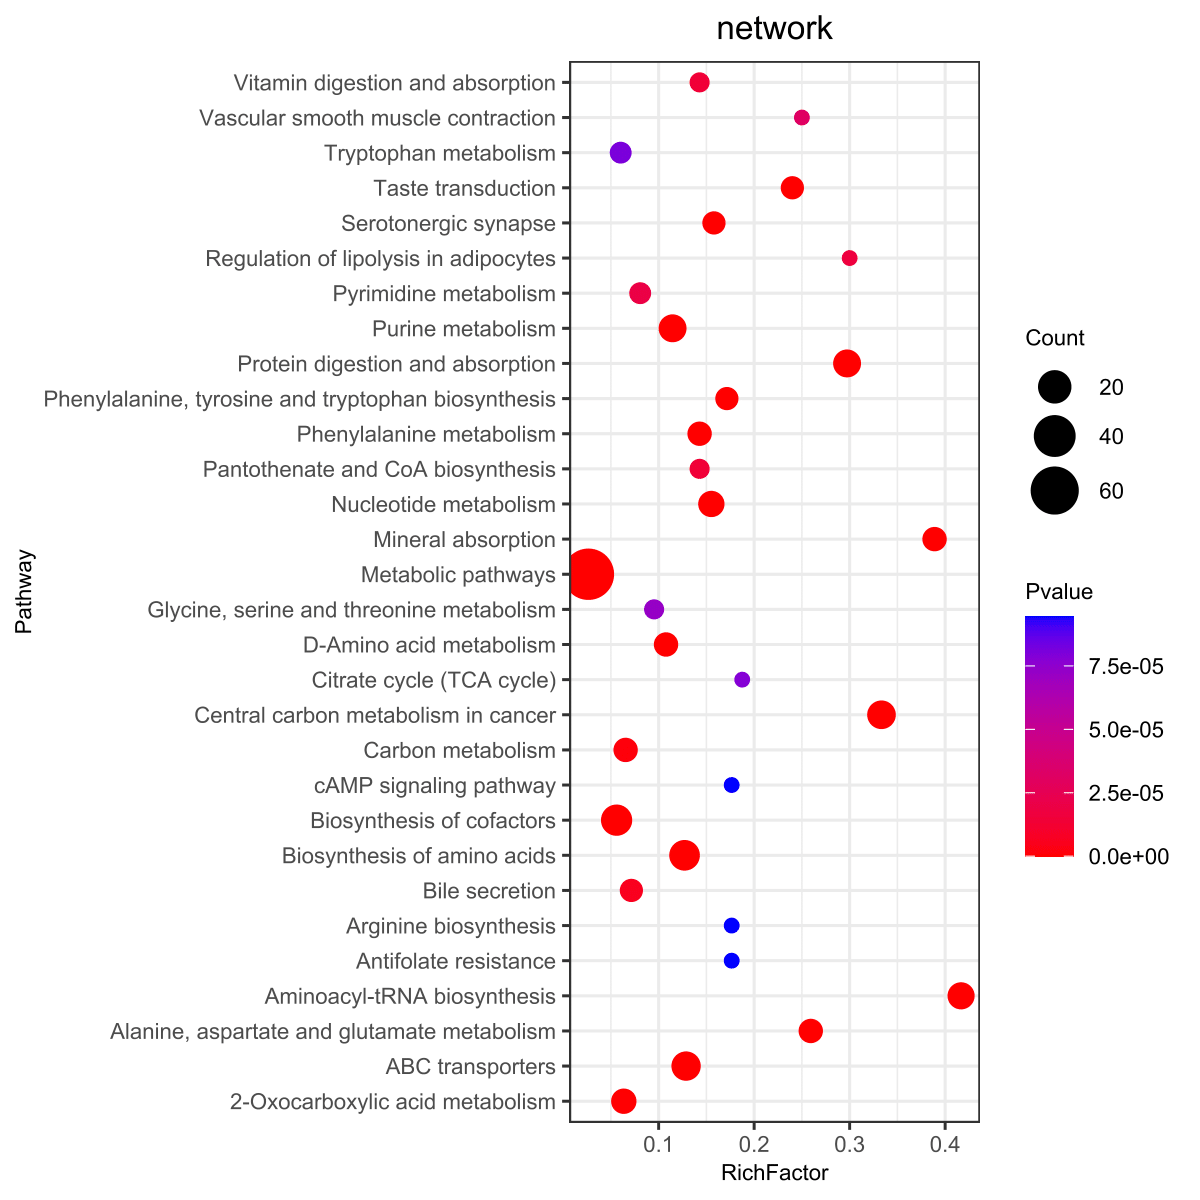 network
Vitamin digestion and absorption
Vascular smooth muscle contraction
Tryptophan metabolism
Taste transduction
Serotonergic synapse
Regulation of lipolysis in adipocytes
Pyrimidine metabolism
Purine metabolism
Protein digestion and absorption
Phenylalanine, tyrosine and tryptophan biosynthesis
Phenylalanine metabolism
Pantothenate and CoA biosynthesis
Nucleotide metabolism
Mineral absorption
Metabolic pathways
Glycine, serine and threonine metabolism
D-Amino acid metabolism
Citrate cycle (TCA cycle)
Central carbon metabolism in cancer
Carbon metabolism
cAMP signaling pathway
Biosynthesis of cofactors
Biosynthesis of amino acids
Bile secretion
Arginine biosynthesis
Antifolate resistance
Aminoacyl-tRNA biosynthesis
Alanine, aspartate and glutamate metabolism
ABC transporters
2-Oxocarboxylic acid metabolism
Pathway
0.1 0.2 0.3 0.4
RichFactor
Count
20
40
60
Pvalue
7.5e-05
5.0e-05
2.5e-05
0.0e+00